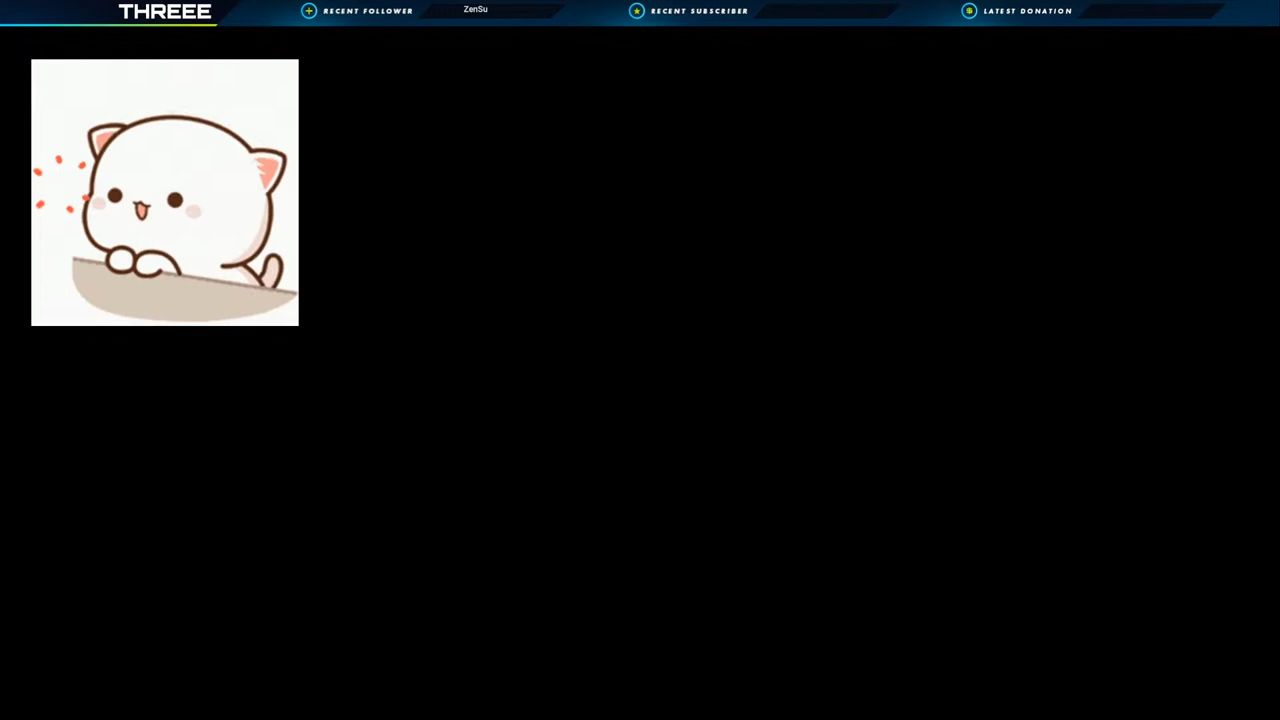 THREEE
RECENT FOLLOWER
ZenSu
RECENT SUBSCRIBER
LATEST DONATION